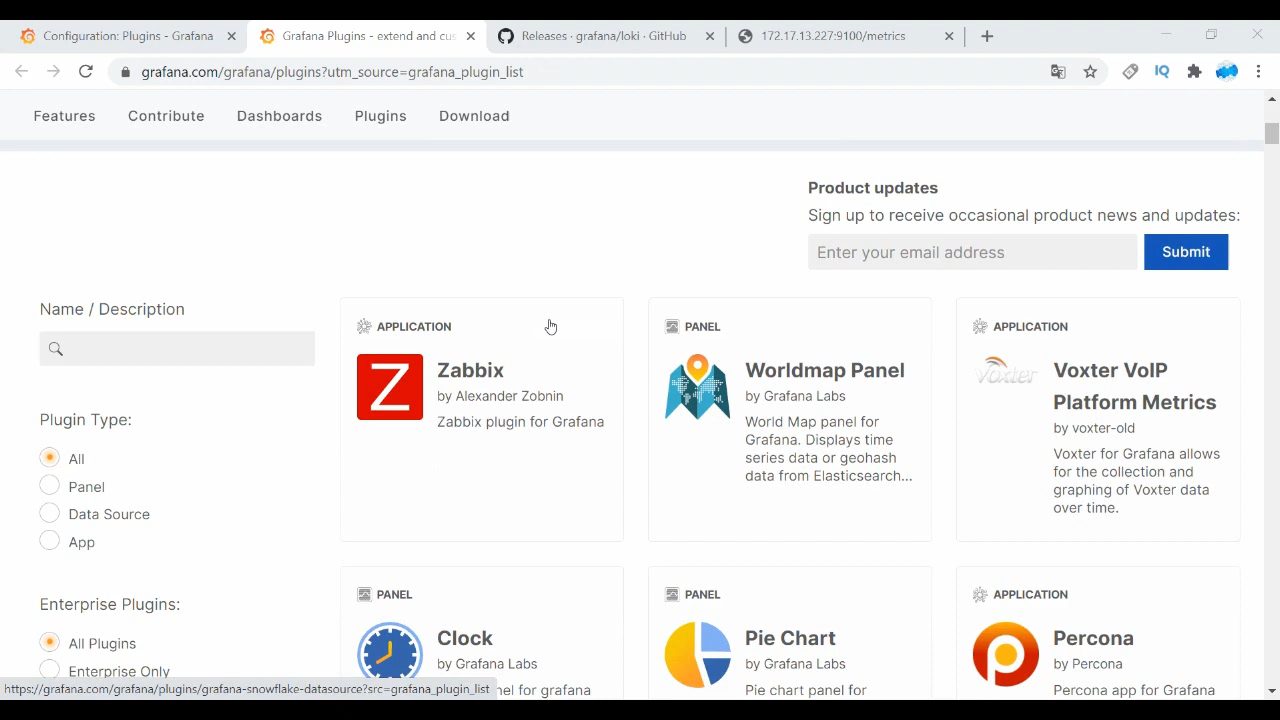 Configuration: Plugins - Grafana
Grafana Plugins - extend and cus
Releases · grafana/loki · GitHub
172.17.13.227:9100/metrics
grafana.com/grafana/plugins?utm_source=grafana_plugin_list
IQ
Features
Contribute
Dashboards
Plugins
Download
Product updates
Sign up to receive occasional product news and updates:
Enter your email address
Submit
Name / Description
Plugin Type:
All
Panel
Data Source
App
Enterprise Plugins:
All Plugins
Enterprise Only
APPLICATION
Z
Zabbix
by Alexander Zobnin
Zabbix plugin for Grafana
PANEL
Worldmap Panel
by Grafana Labs
World Map panel for
Grafana. Displays time
series data or geohash
data from Elasticsearch...
APPLICATION
Voxter
Voxter VoIP
Platform Metrics
by voxter-old
Voxter for Grafana allows
for the collection and
graphing of Voxter data
over time.
PANEL
Clock
by Grafana Labs
nel for grafana
PANEL
Pie Chart
by Grafana Labs
Pie chart panel for
APPLICATION
Percona
by Percona
Percona app for Grafana
https://grafana.com/grafana/plugins/grafana-snowflake-datasource?src=grafana_plugin_list